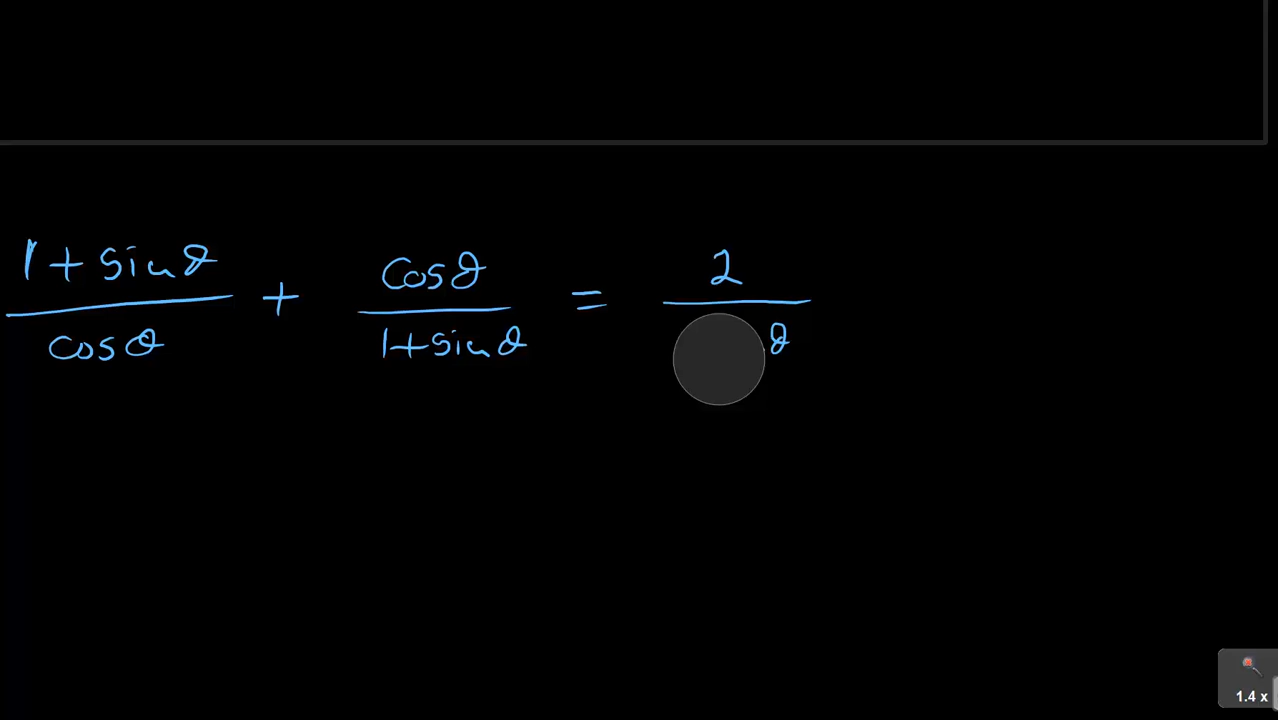 1 + sinθ / cosθ + cosθ / 1+sinθ = 2 / θ
1.4 x